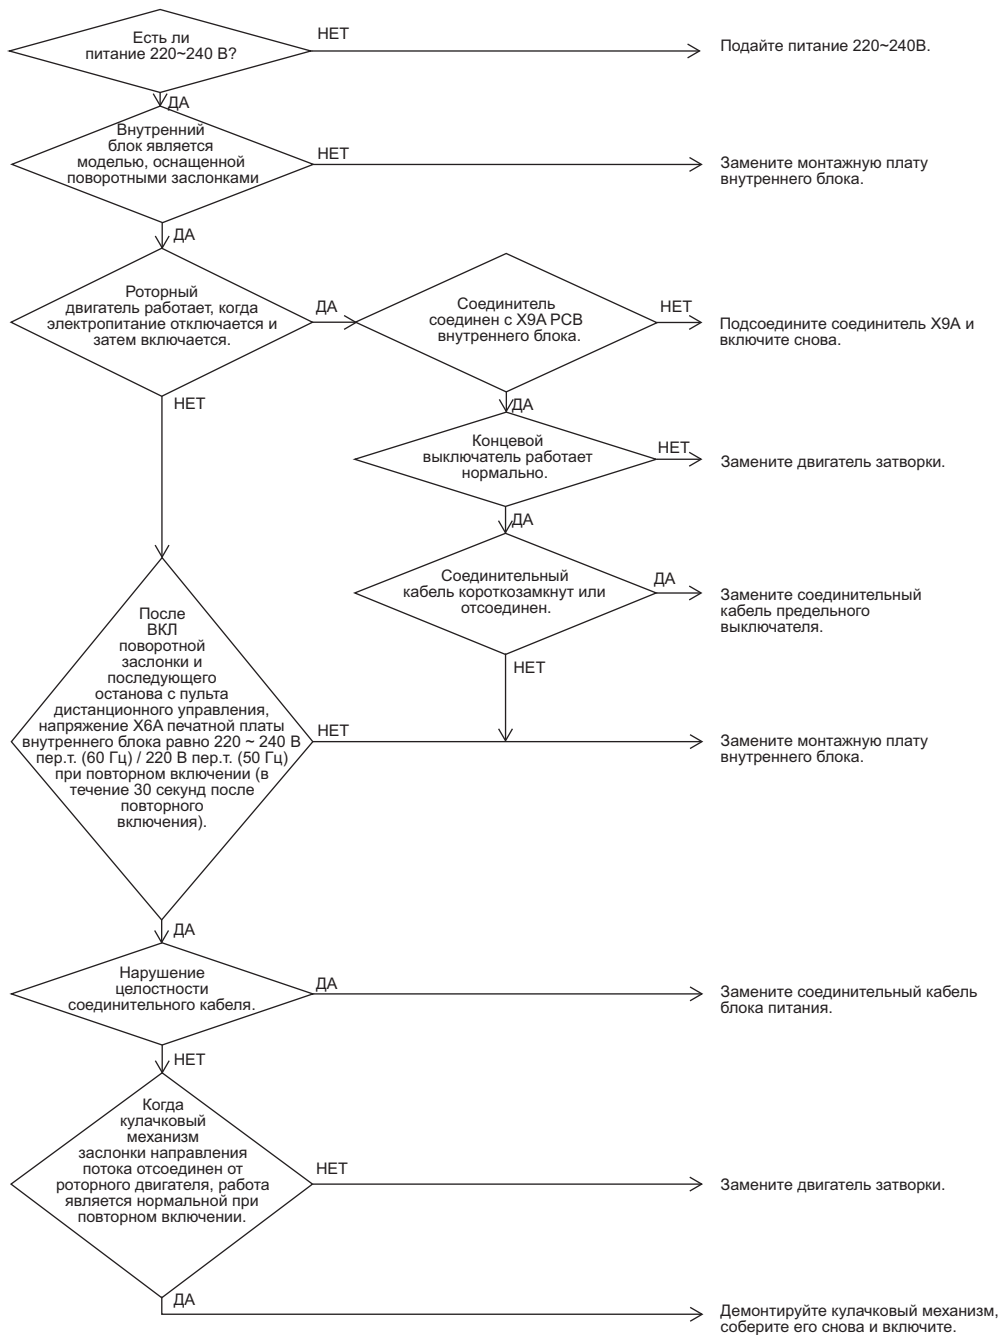 Есть ли
питание 220~240 В?
НЕТ
Подайте питание 220~240В.
ДА
Внутренний
блок является
моделью, оснащенной
поворотными заслонками
НЕТ
Замените монтажную плату
внутреннего блока.
ДА
Роторный
двигатель работает, когда
электропитание отключается и
затем включается.
ДА
Соединитель
соединен с X9A PCB
внутреннего блока.
НЕТ
Подсоедините соединитель X9A и
включите снова.
НЕТ
ДА
Концевой
выключатель работает
нормально.
НЕТ
Замените двигатель затворки.
ДА
Соединительный
кабель короткозамкнут или
отсоединен.
ДА
Замените соединительный
кабель предельного
выключателя.
НЕТ
После
ВКЛ
поворотной
заслонки и
последующего
останова с пульта
дистанционного управления,
напряжение X6A печатной платы
внутреннего блока равно 220 ~ 240 В
пер.т. (60 Гц) / 220 В пер.т. (50 Гц)
при повторном включении (в
течение 30 секунд после
повторного
включения).
НЕТ
Замените монтажную плату
внутреннего блока.
ДА
Нарушение
целостности
соединительного кабеля.
ДА
Замените соединительный кабель
блока питания.
НЕТ
Когда
кулачковый
механизм
заслонки направления
потока отсоединен от
роторного двигателя, работа
является нормальной при
повторном включении.
НЕТ
Замените двигатель затворки.
ДА
Демонтируйте кулачковый механизм,
соберите его снова и включите.